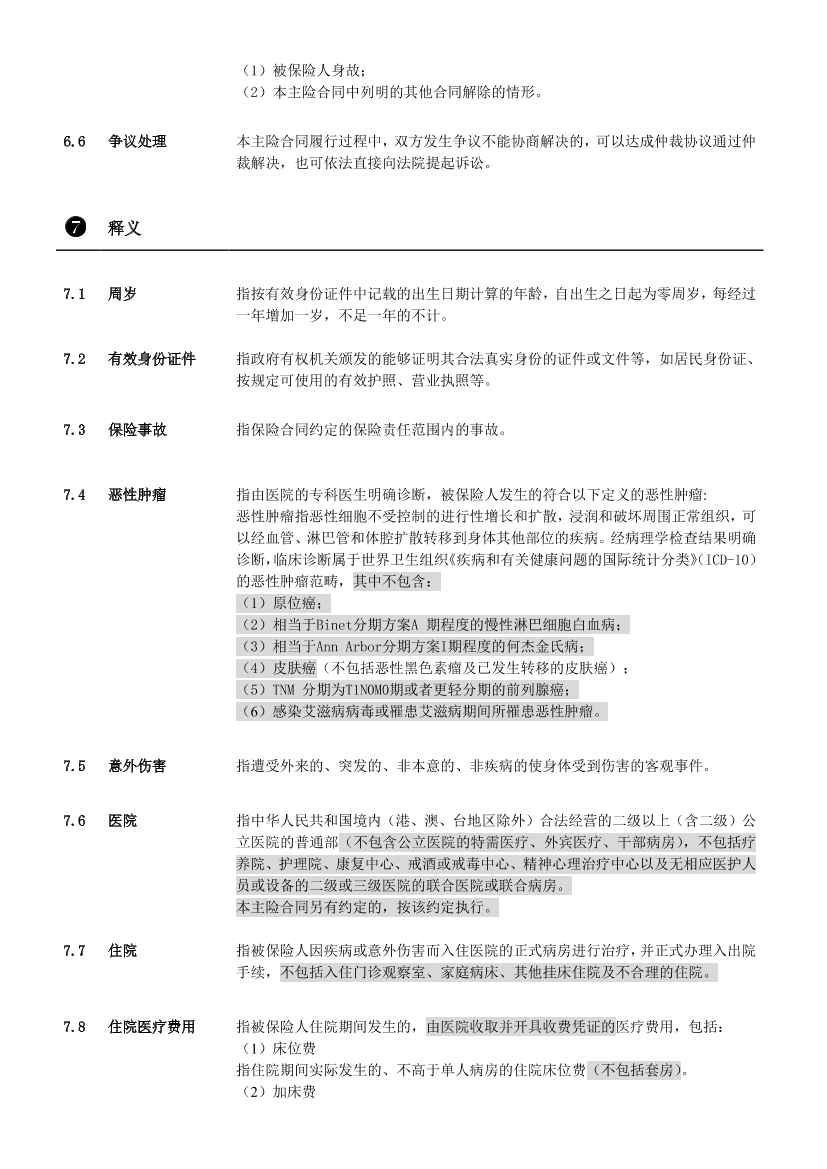 （1）被保险人身故；
（2）本主险合同中列明的其他合同解除的情形。
6.6 争议处理 本主险合同履行过程中，双方发生争议不能协商解决的，可以达成仲裁协议通过仲
裁解决，也可依法直接向法院提起诉讼。
❼ 释义
7.1 周岁 指按有效身份证件中记载的出生日期计算的年龄，自出生之日起为零周岁，每经过
一年增加一岁，不足一年的不计。
7.2 有效身份证件 指政府有权机关颁发的能够证明其合法真实身份的证件或文件等，如居民身份证、
按规定可使用的有效护照、营业执照等。
7.3 保险事故 指保险合同约定的保险责任范围内的事故。
7.4 恶性肿瘤 指由医院的专科医生明确诊断，被保险人发生的符合以下定义的恶性肿瘤：
恶性肿瘤指恶性细胞不受控制的进行性增长和扩散，浸润和破坏周围正常组织，可
以经血管、淋巴管和体腔扩散转移到身体其他部位的疾病。经病理学检查结果明确
诊断，临床诊断属于世界卫生组织《疾病和有关健康问题的国际统计分类》（ICD-10）
的恶性肿瘤范畴，其中不包含：
（1）原位癌；
（2）相当于Binet分期方案A 期程度的慢性淋巴细胞白血病；
（3）相当于Ann Arbor分期方案I期程度的何杰金氏病；
（4）皮肤癌（不包括恶性黑色素瘤及已发生转移的皮肤癌）；
（5）TNM 分期为T1N0M0期或者更轻分期的前列腺癌；
（6）感染艾滋病病毒或罹患艾滋病期间所罹患恶性肿瘤。
7.5 意外伤害 指遭受外来的、突发的、非本意的、非疾病的使身体受到伤害的客观事件。
7.6 医院 指中华人民共和国境内（港、澳、台地区除外）合法经营的二级以上（含二级）公
立医院的普通部（不包含公立医院的特需医疗、外宾医疗、干部病房），不包括疗
养院、护理院、康复中心、戒酒或戒毒中心、精神心理治疗中心以及无相应医护人
员或设备的二级或三级医院的联合医院或联合病房。
本主险合同另有约定的，按该约定执行。
7.7 住院 指被保险人因疾病或意外伤害而入住医院的正式病房进行治疗，并正式办理入出院
手续，不包括入住门诊观察室、家庭病床、其他挂床住院及不合理的住院。
7.8 住院医疗费用 指被保险人住院期间发生的，由医院收取并开具收费凭证的医疗费用，包括：
（1）床位费
指住院期间实际发生的、不高于单人病房的住院床位费（不包括套房）。
（2）加床费